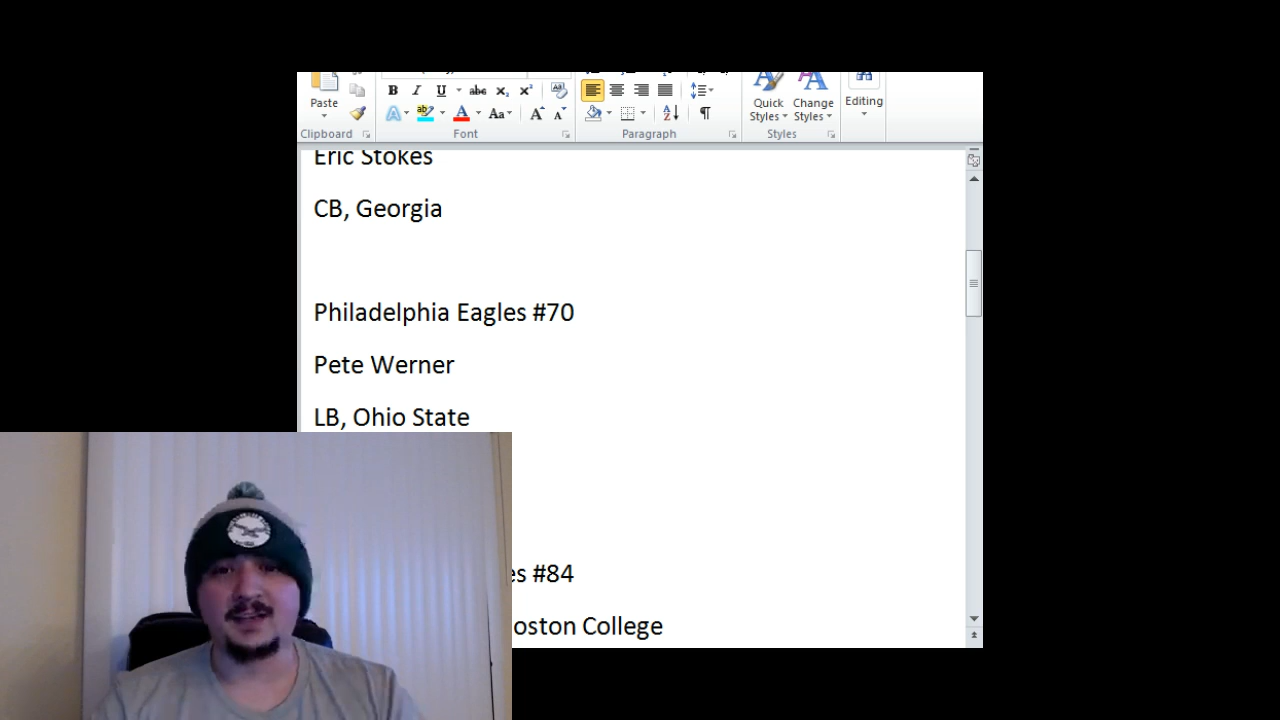 Paste
B I U abc X₂ X²
A ab A Aa A A
Quick Styles
Change Styles
Editing
Clipboard
Font
Paragraph
Styles
Eric Stokes
CB, Georgia
Philadelphia Eagles #70
Pete Werner
LB, Ohio State
es #84
oston College